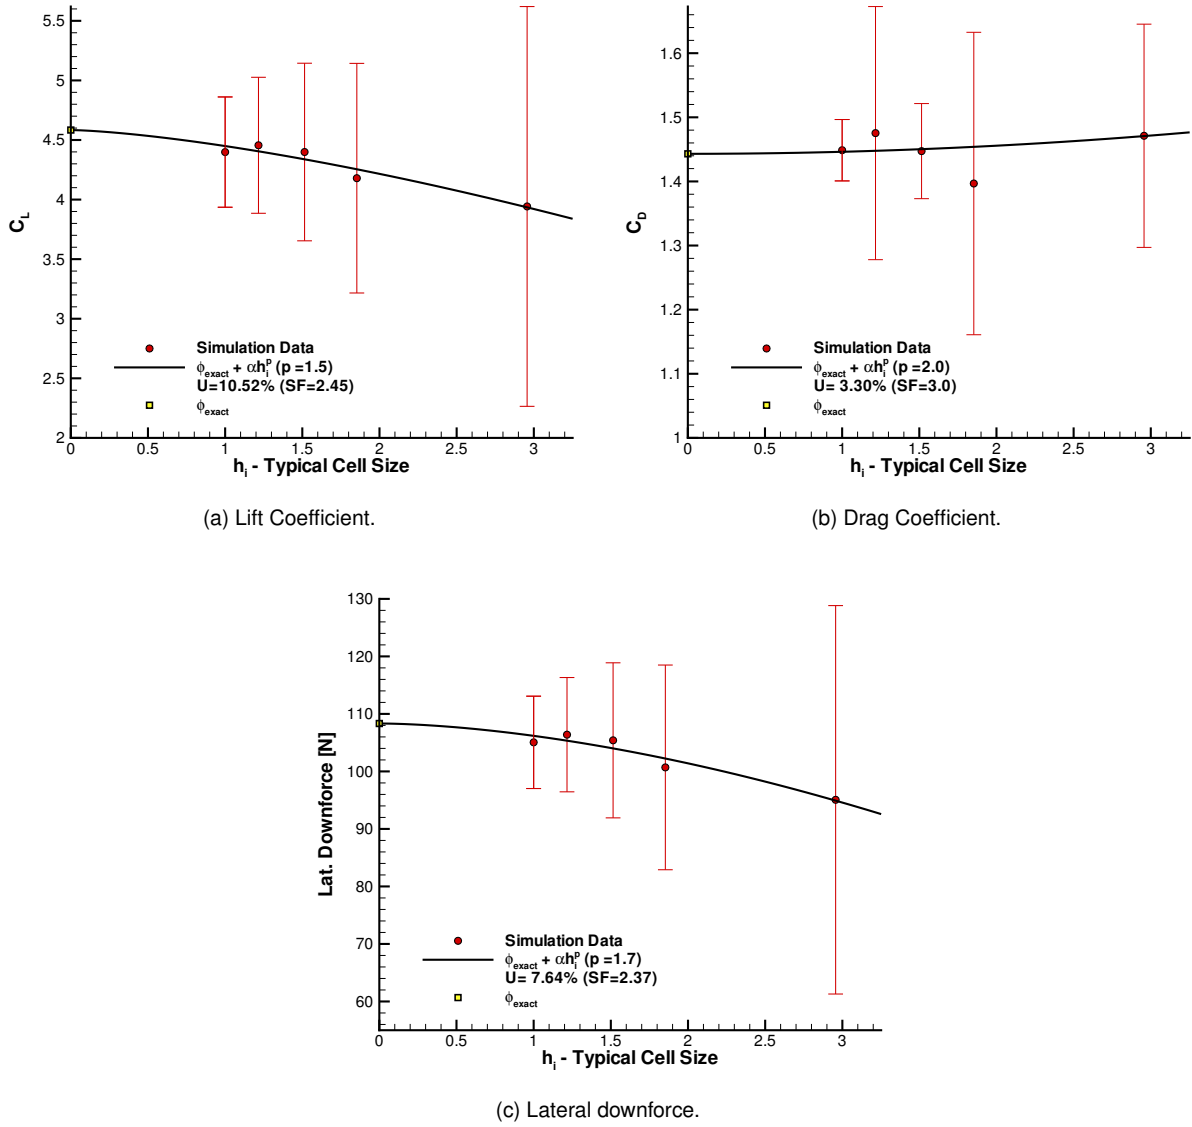 5.5
5
4.5
4
3.5
3
2.5
2
C_L
Simulation Data
ϕ_exact + αh_i^p (p =1.5)
U=10.52% (SF=2.45)
ϕ_exact
0 0.5 1 1.5 2 2.5 3
h_i - Typical Cell Size
(a) Lift Coefficient.
1.6
1.5
1.4
1.3
1.2
1.1
1
C_D
Simulation Data
ϕ_exact + αh_i^p (p =2.0)
U= 3.30% (SF=3.0)
ϕ_exact
0 0.5 1 1.5 2 2.5 3
h_i - Typical Cell Size
(b) Drag Coefficient.
130
120
110
100
90
80
70
60
Lat. Downforce [N]
Simulation Data
ϕ_exact + αh_i^p (p =1.7)
U= 7.64% (SF=2.37)
ϕ_exact
0 0.5 1 1.5 2 2.5 3
h_i - Typical Cell Size
(c) Lateral downforce.